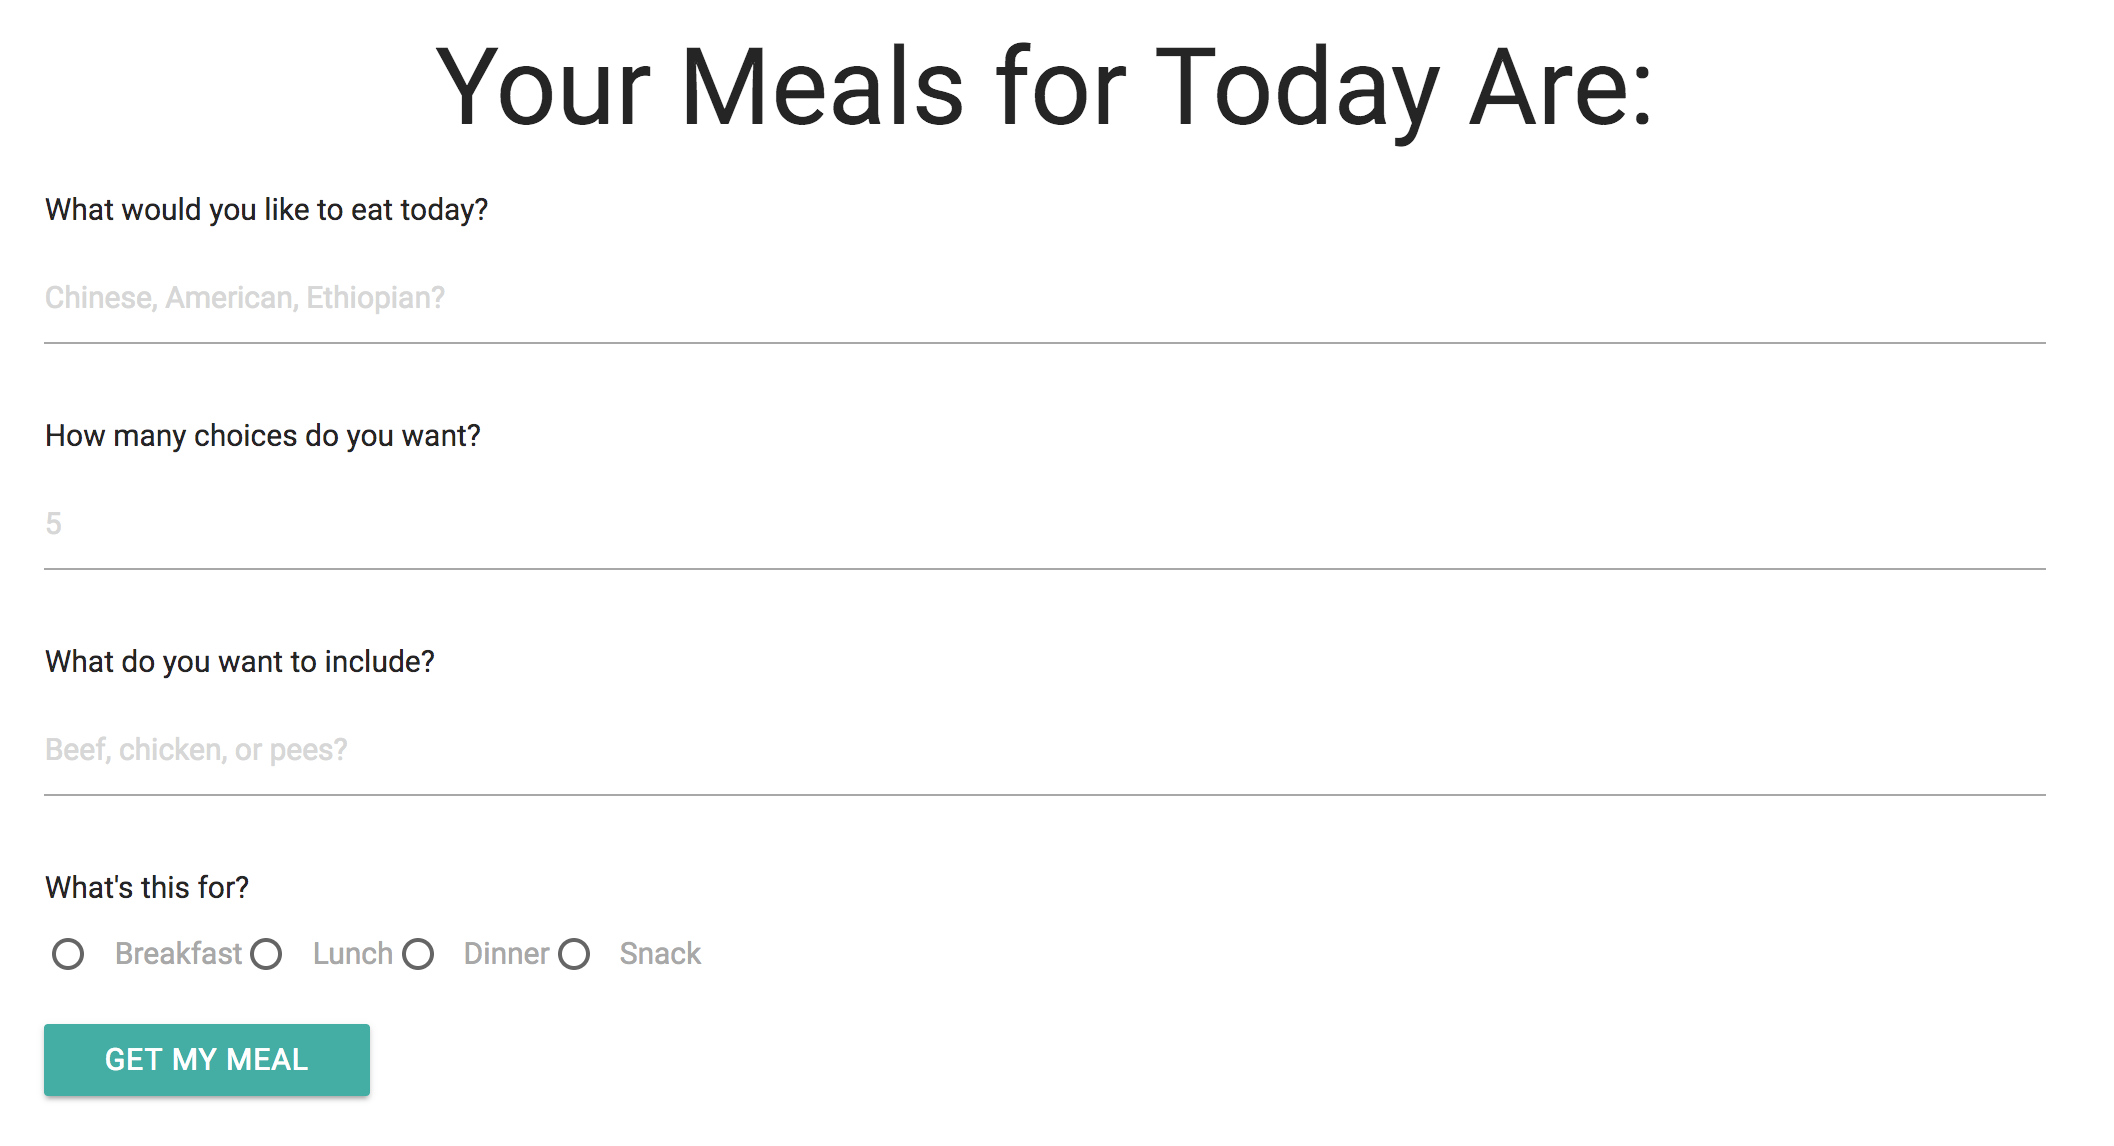 Your Meals for Today Are:
What would you like to eat today?
Chinese, American, Ethiopian?
How many choices do you want?
5
What do you want to include?
Beef, chicken, or pees?
What's this for?
Breakfast Lunch Dinner Snack
GET MY MEAL